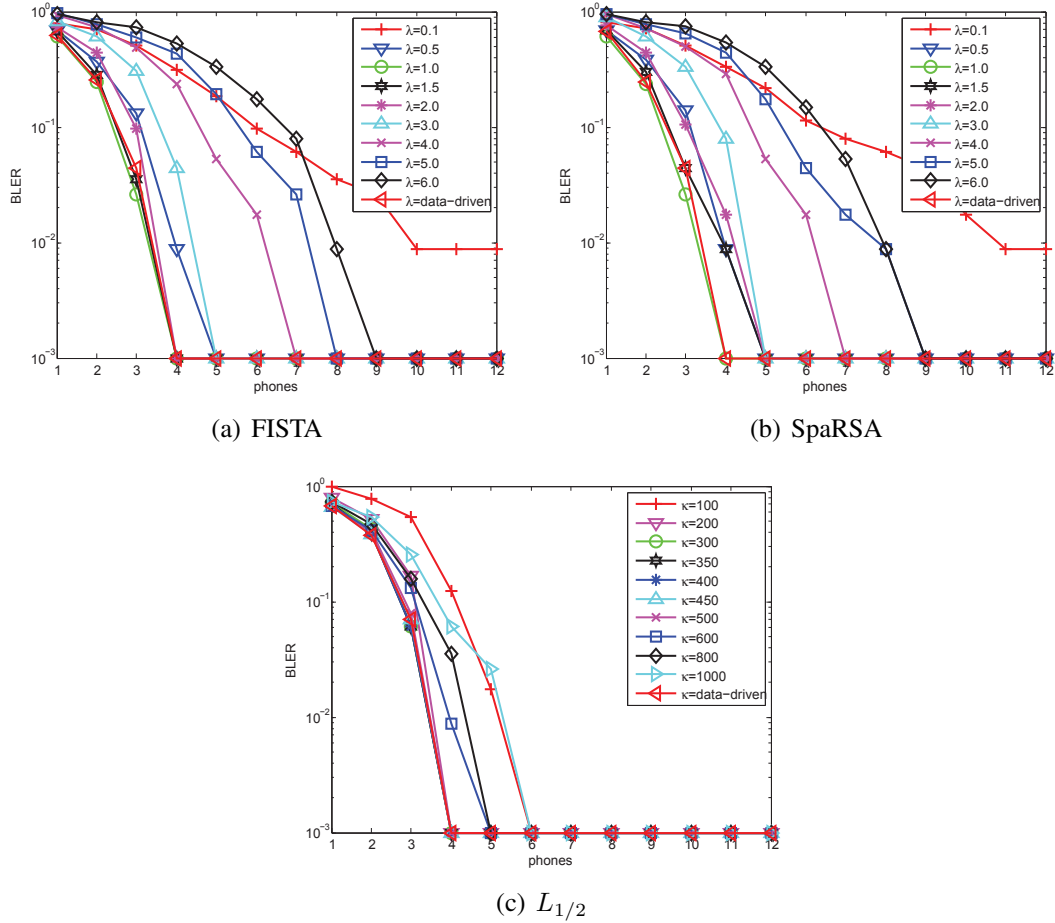 10⁰
10⁻¹
10⁻²
10⁻³
BLER
1 2 3 4 5 6 7 8 9 10 11 12
phones
λ=0.1
λ=0.5
λ=1.0
λ=1.5
λ=2.0
λ=3.0
λ=4.0
λ=5.0
λ=6.0
λ=data−driven
(a) FISTA
10⁰
10⁻¹
10⁻²
10⁻³
BLER
1 2 3 4 5 6 7 8 9 10 11 12
phones
λ=0.1
λ=0.5
λ=1.0
λ=1.5
λ=2.0
λ=3.0
λ=4.0
λ=5.0
λ=6.0
λ=data−driven
(b) SpaRSA
10⁰
10⁻¹
10⁻²
10⁻³
BLER
1 2 3 4 5 6 7 8 9 10 11 12
phones
κ=100
κ=200
κ=300
κ=350
κ=400
κ=450
κ=500
κ=600
κ=800
κ=1000
κ=data−driven
(c) L₁/₂